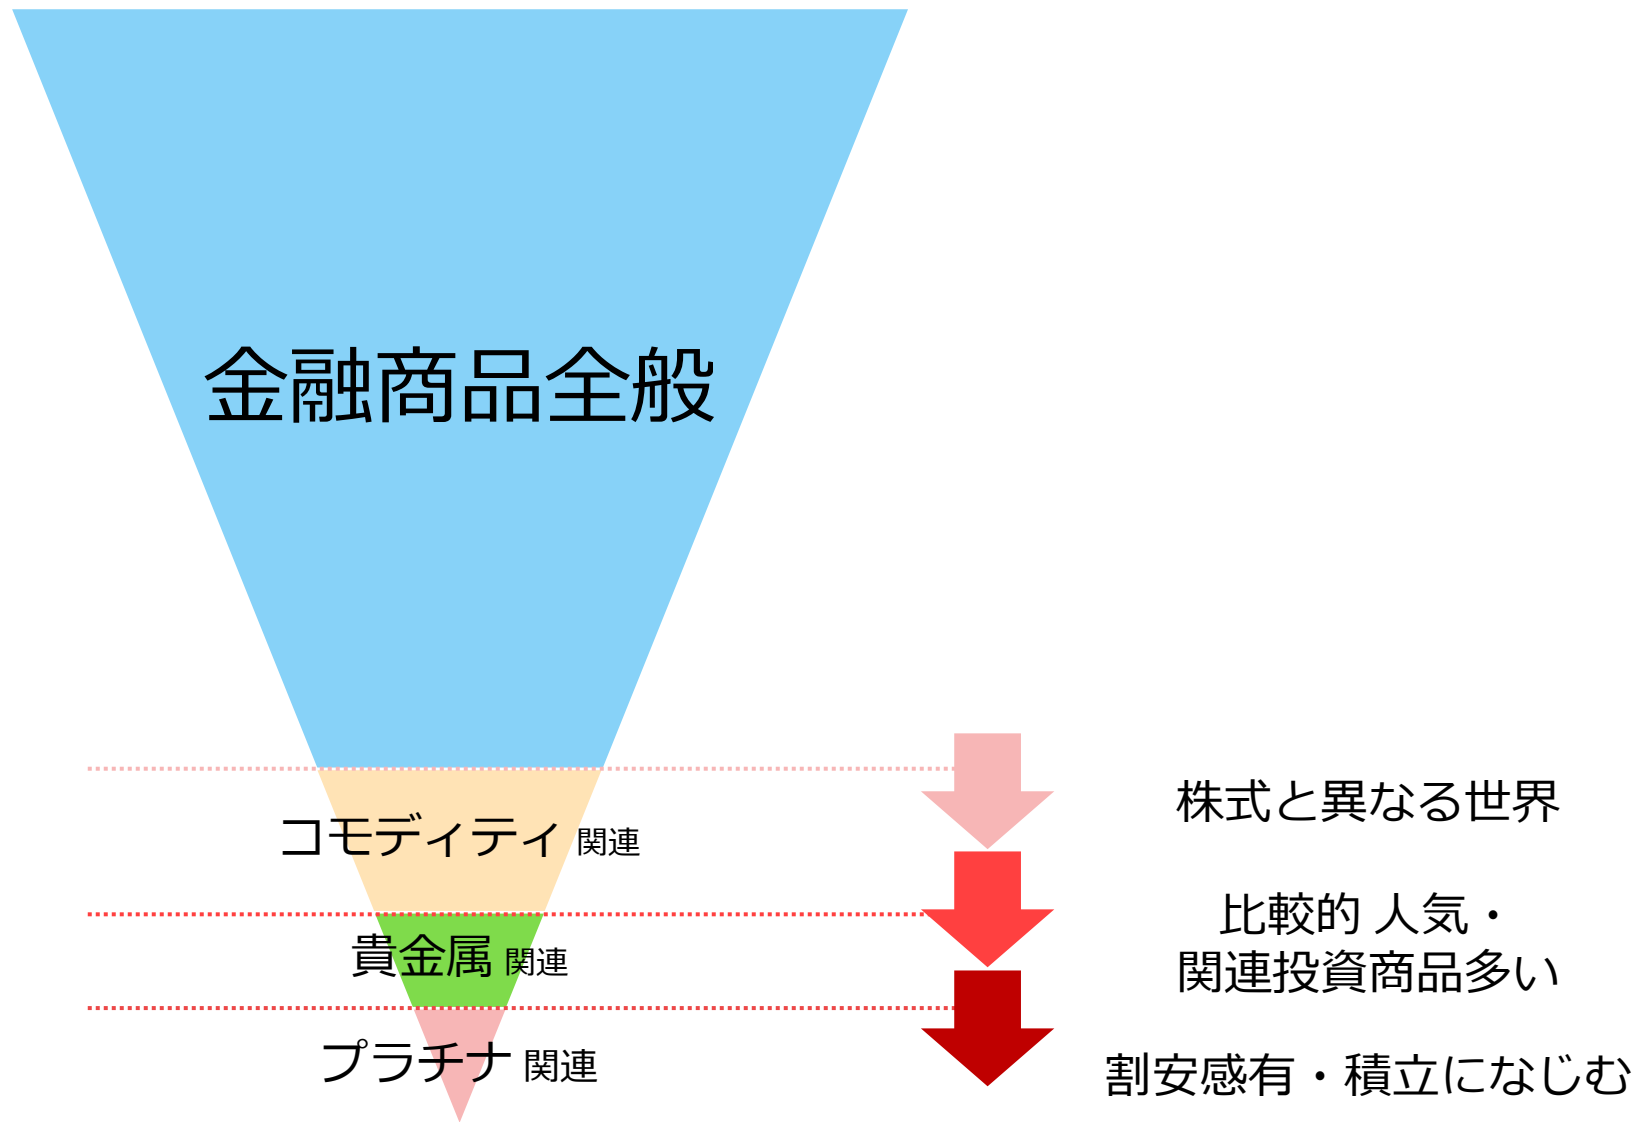 金融商品全般
コモディティ 関連
株式と異なる世界
貴金属 関連
比較的 人気・
関連投資商品多い
プラチナ 関連
割安感有・積立になじむ